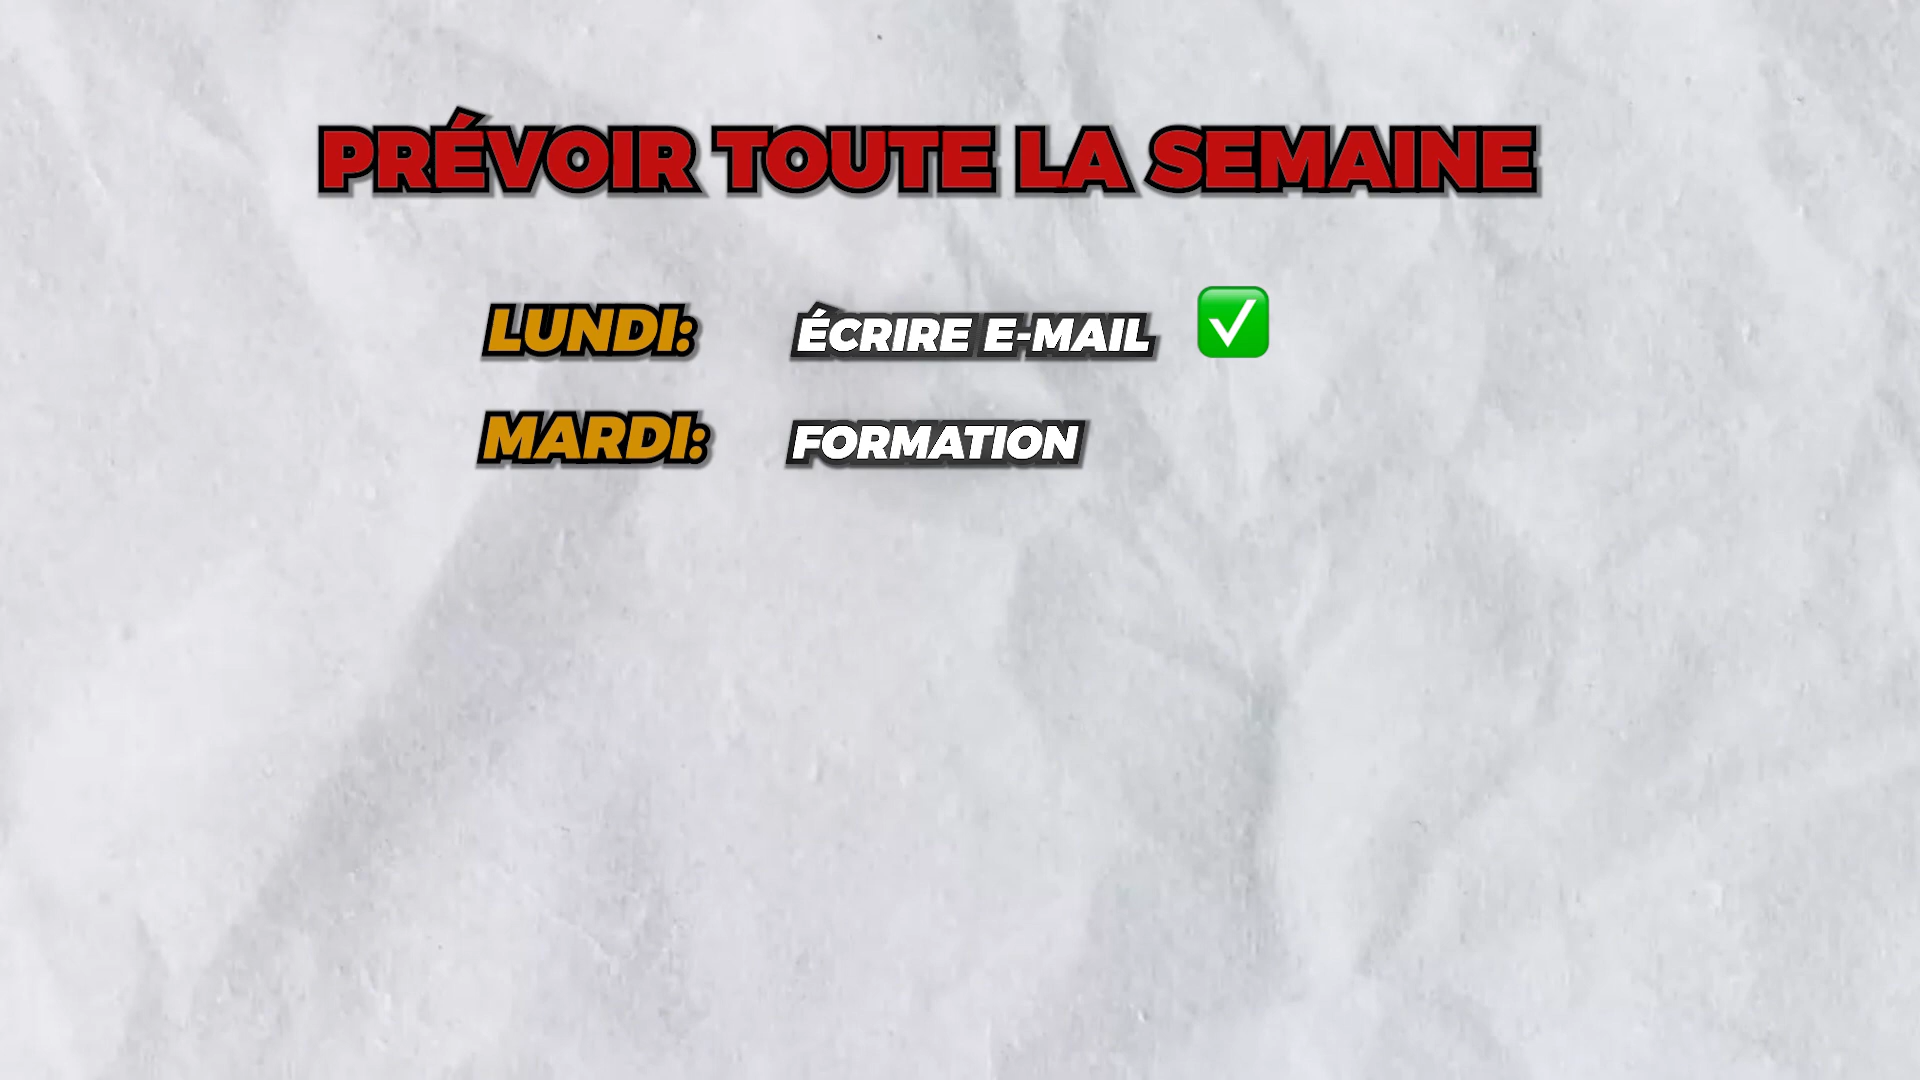 PRÉVOIR TOUTE LA SEMAINE
LUNDI: ÉCRIRE E-MAIL ✅
MARDI: FORMATION